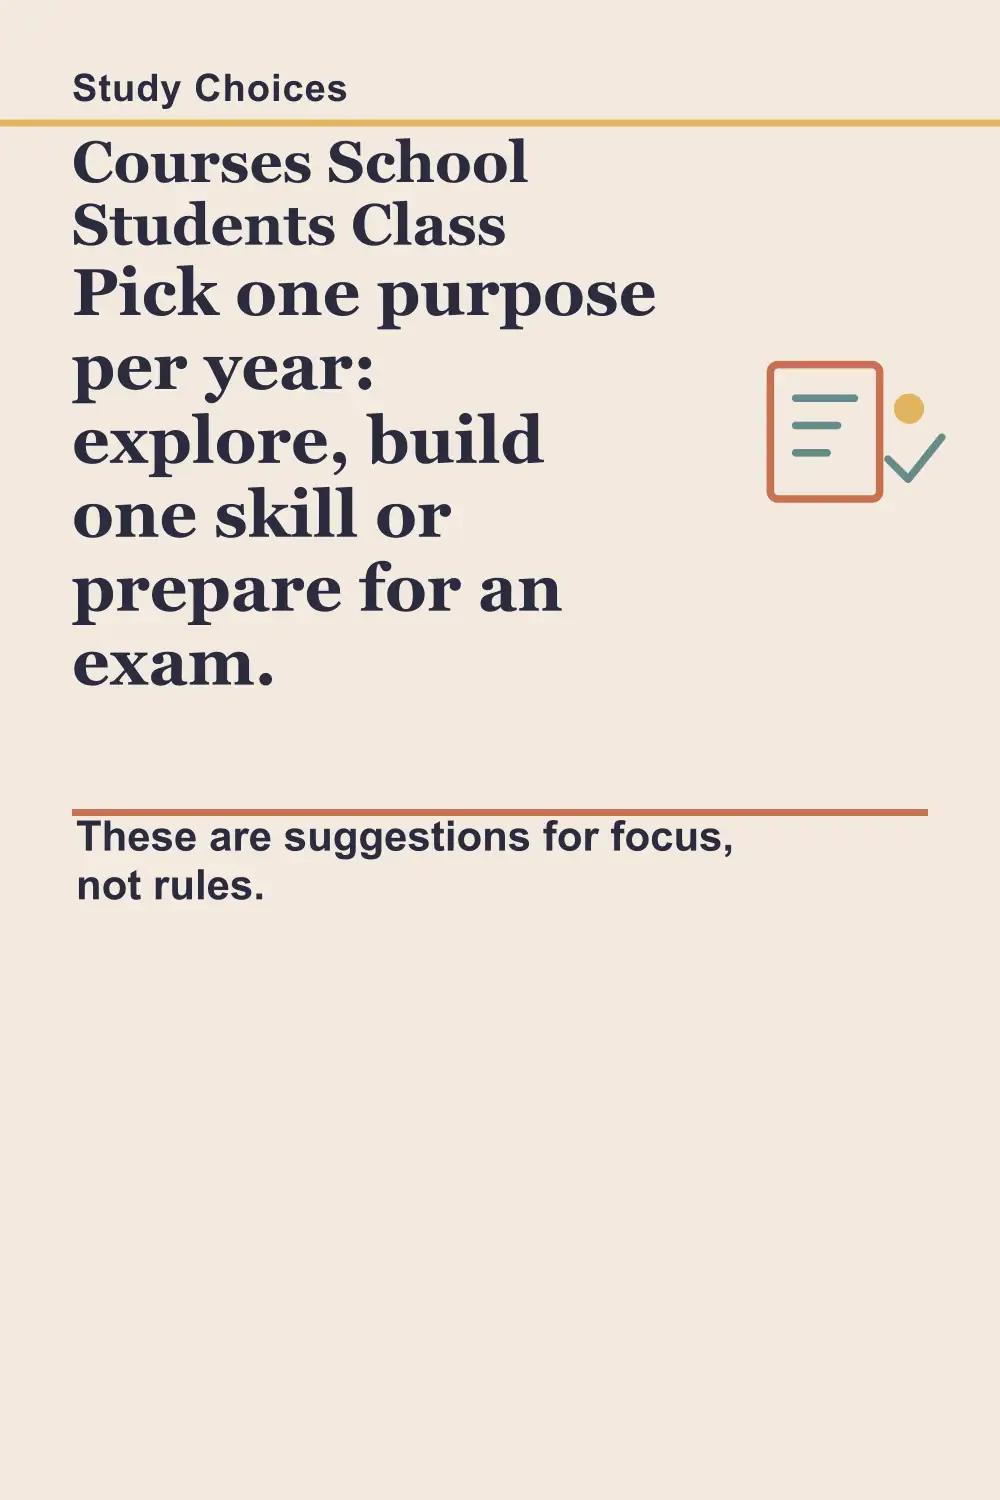 Study Choices
Courses School
Students Class
Pick one purpose
per year:
explore, build
one skill or
prepare for an
exam.
These are suggestions for focus,
not rules.